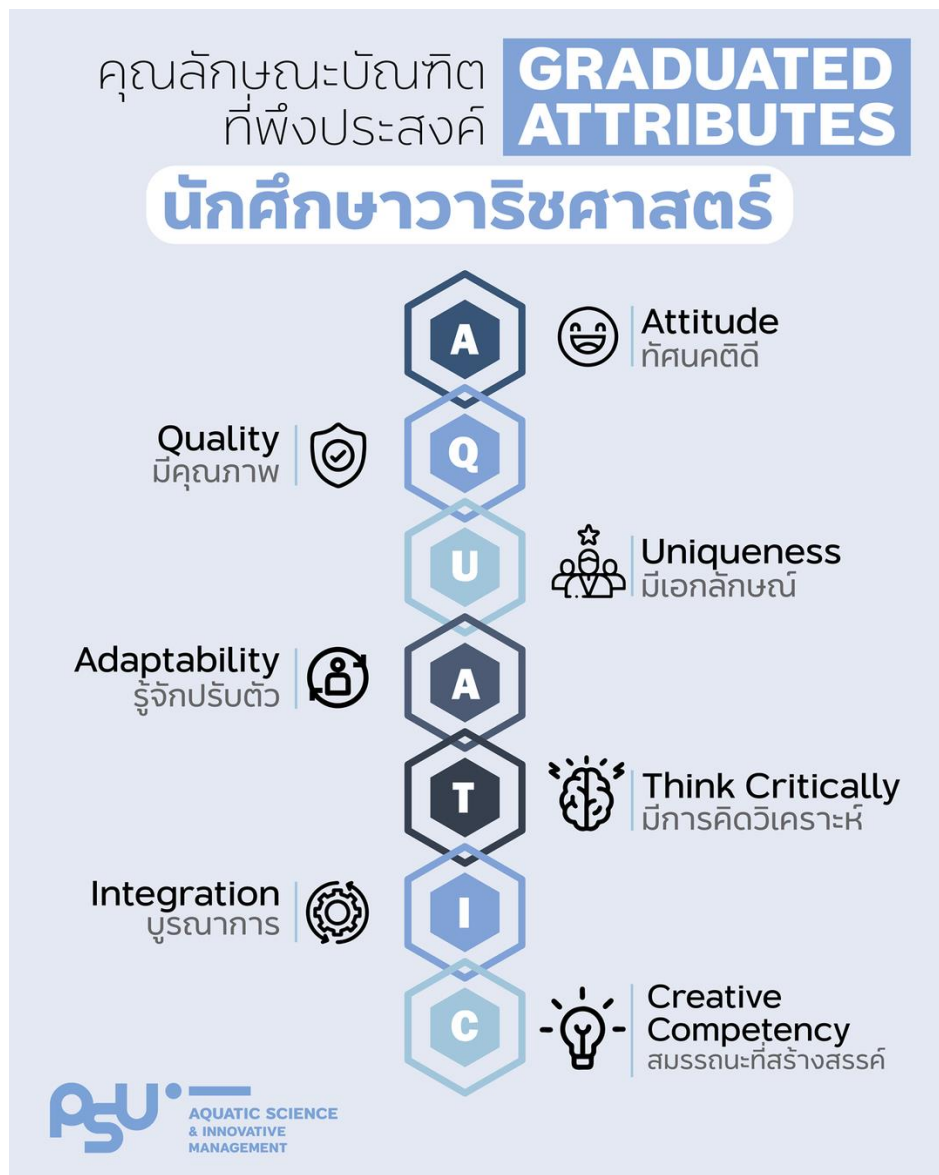 คุณลักษณะบัณฑิต
ที่พึงประสงค์
GRADUATED
ATTRIBUTES
นักศึกษาวาริชศาสตร์
A
Attitude
ทัศนคติดี
Q
Quality
มีคุณภาพ
U
Uniqueness
มีเอกลักษณ์
A
Adaptability
รู้จักปรับตัว
T
Think Critically
มีการคิดวิเคราะห์
I
Integration
บูรณาการ
C
Creative
Competency
สมรรถนะที่สร้างสรรค์
PSU
AQUATIC SCIENCE
& INNOVATIVE
MANAGEMENT